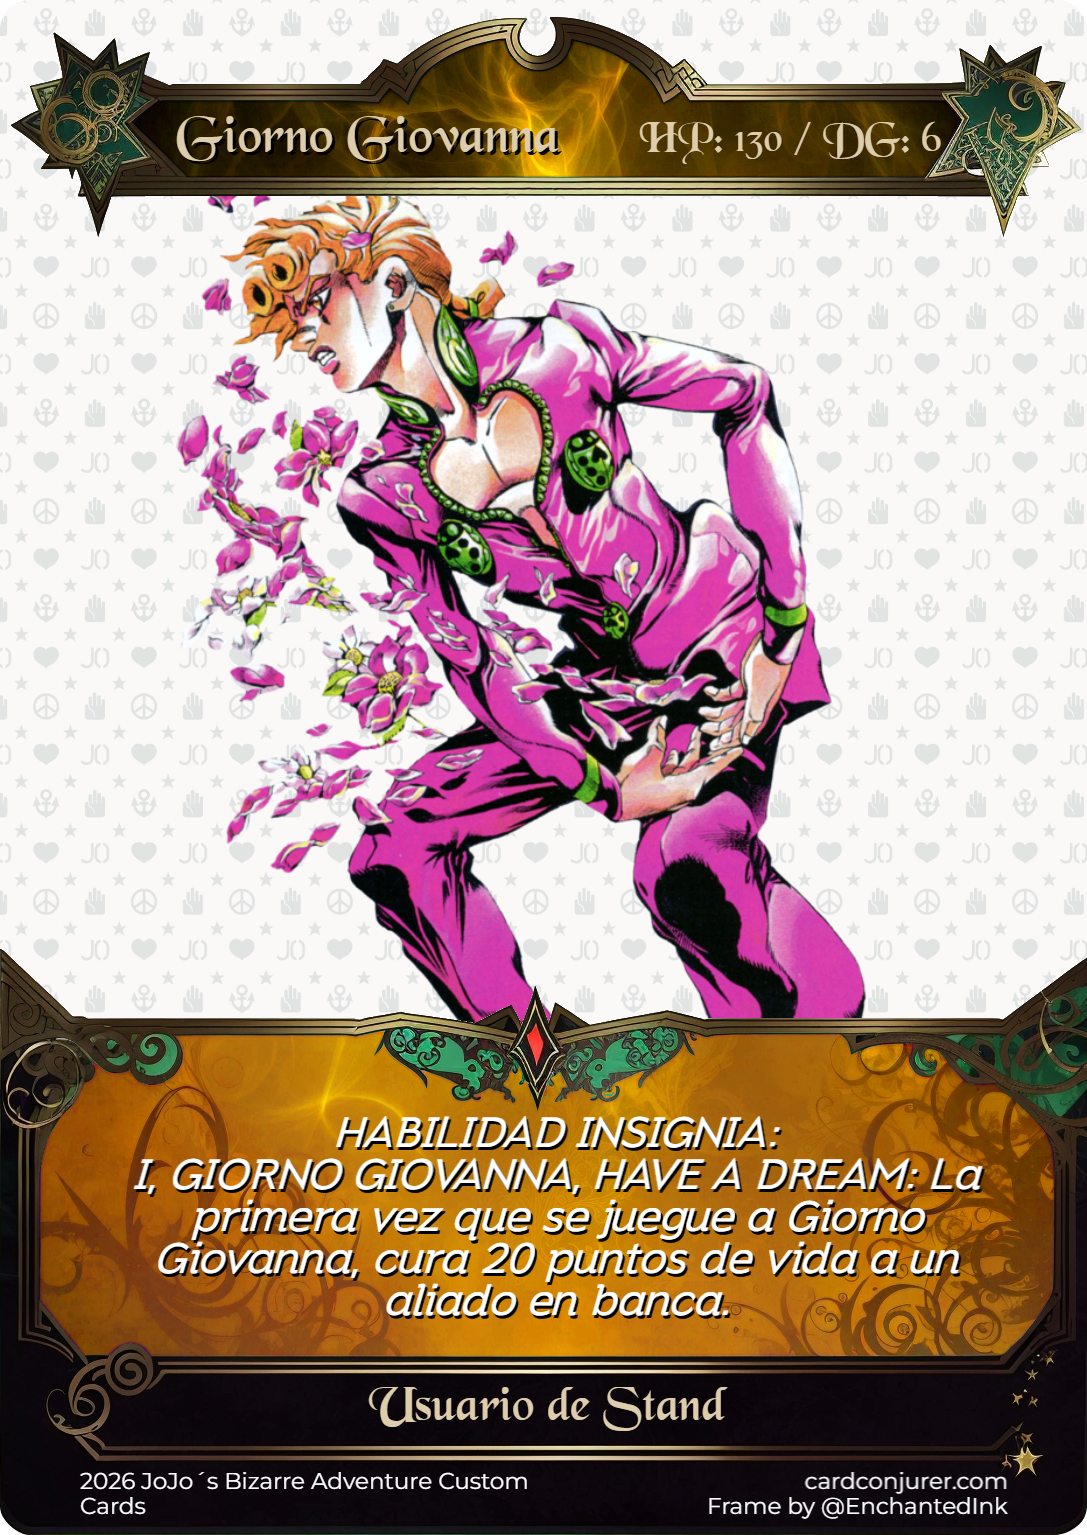 Giorno Giovanna HP: 130 / DG: 6
HABILIDAD INSIGNIA:
I, GIORNO GIOVANNA, HAVE A DREAM: La
primera vez que se juegue a Giorno
Giovanna, cura 20 puntos de vida a un
aliado en banca.
Usuario de Stand
2026 JoJo´s Bizarre Adventure Custom
Cards
cardconjurer.com
Frame by @EnchantedInk